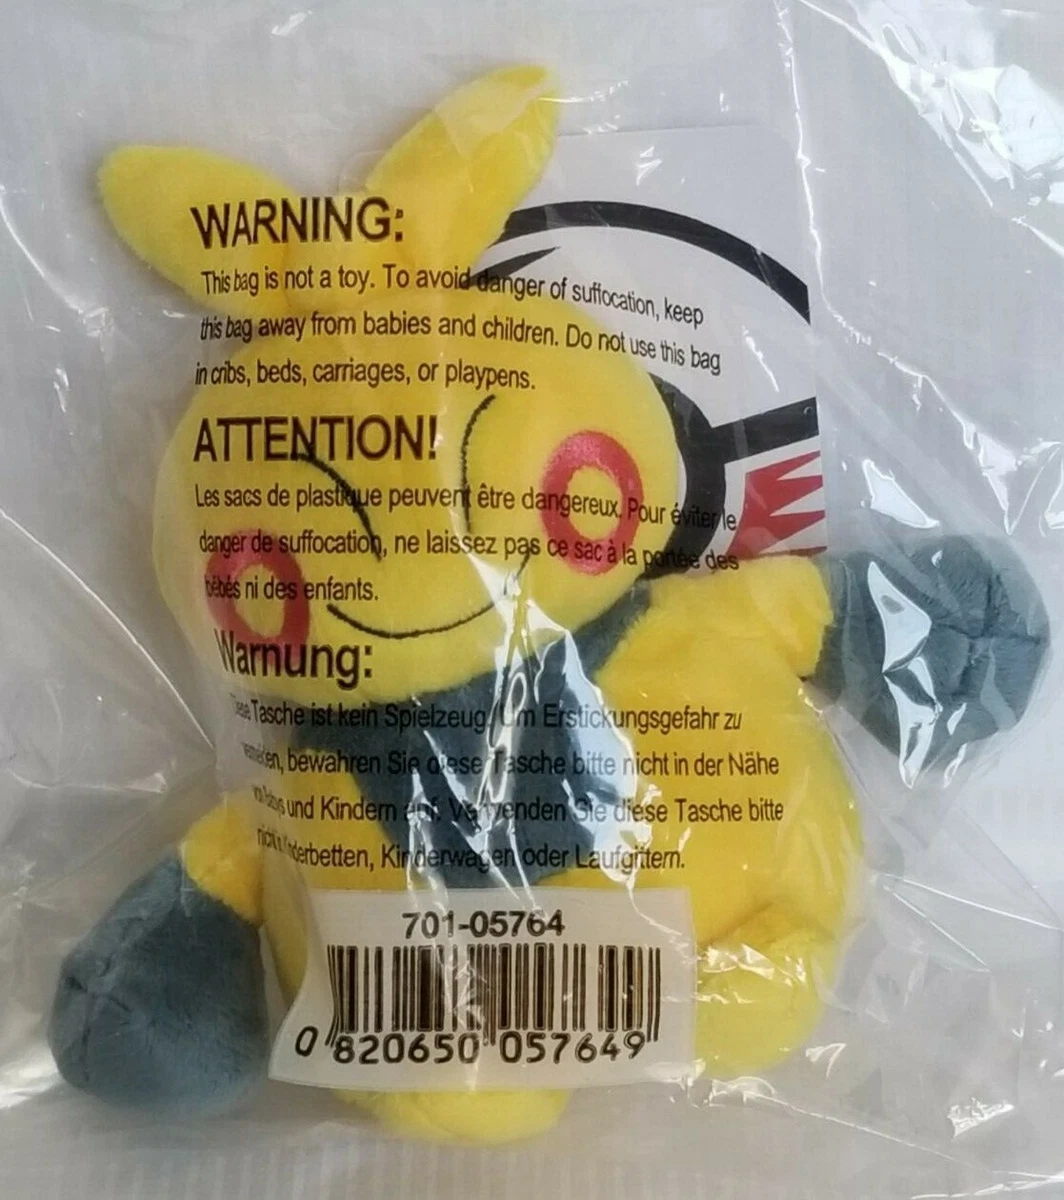 WARNING:
This bag is not a toy. To avoid danger of suffocation, keep
this bag away from babies and children. Do not use this bag
in cribs, beds, carriages, or playpens.
ATTENTION!
Les sacs de plastique peuvent être dangereux. Pour éviter le
danger de suffocation, ne laissez pas ce sac à la portée des
bébés ni des enfants.
Warnung:
Diese Tasche ist kein Spielzeug. Um Erstickungsgefahr zu
bewahren Sie diese Tasche bitte nicht in der Nähe
und Kindern auf. Verwenden Sie diese Tasche bitte
Kinderwagen oder Laufgittern.
701-05764
0 820650 057649